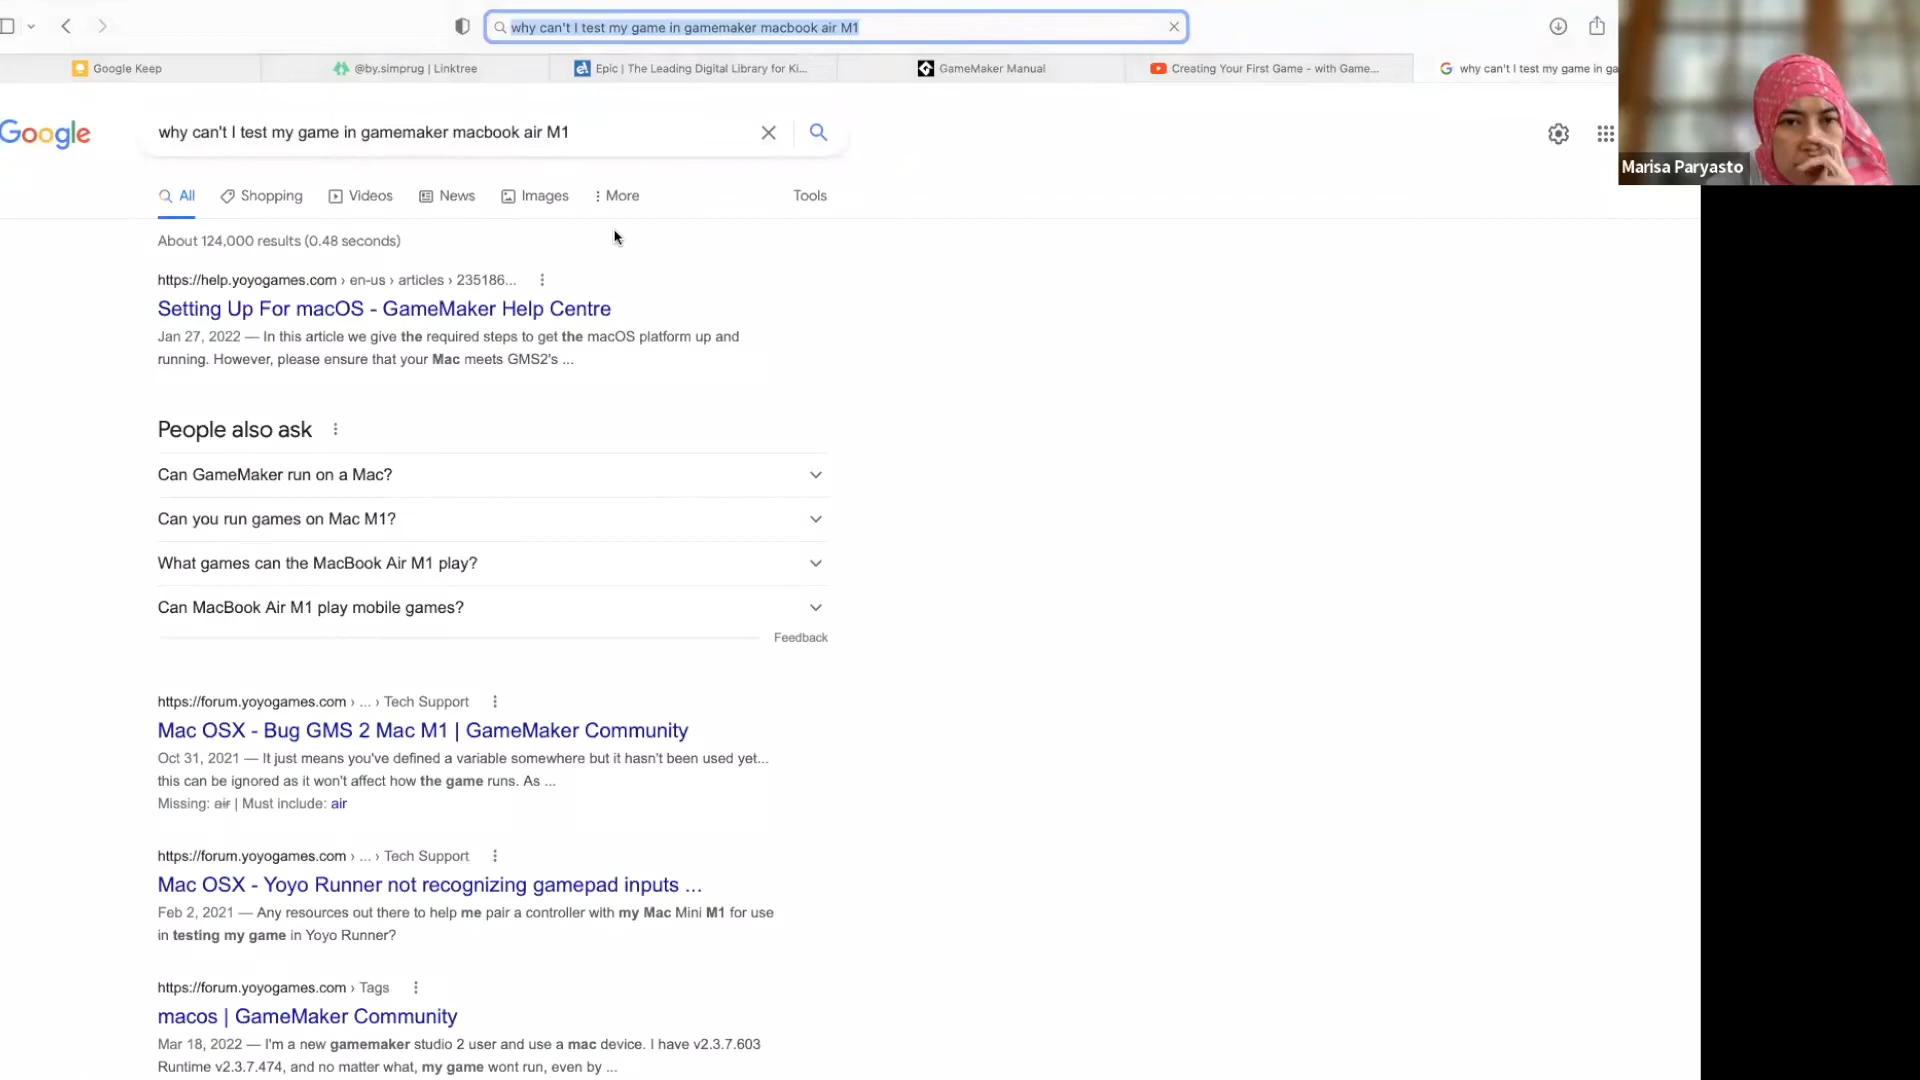 why can't I test my game in gamemaker macbook air M1
Google Keep
@by.simprug | Linktree
Epic | The Leading Digital Library for Ki...
GameMaker Manual
Creating Your First Game - with Game...
why can't I test my game in ga
Google
why can't I test my game in gamemaker macbook air M1
All
Shopping
Videos
News
Images
More
Tools
Marisa Paryasto
About 124,000 results (0.48 seconds)
https://help.yoyogames.com › en-us › articles › 235186...
Setting Up For macOS - GameMaker Help Centre
Jan 27, 2022 — In this article we give the required steps to get the macOS platform up and
running. However, please ensure that your Mac meets GMS2's ...
People also ask
Can GameMaker run on a Mac?
Can you run games on Mac M1?
What games can the MacBook Air M1 play?
Can MacBook Air M1 play mobile games?
Feedback
https://forum.yoyogames.com › ... › Tech Support
Mac OSX - Bug GMS 2 Mac M1 | GameMaker Community
Oct 31, 2021 — It just means you've defined a variable somewhere but it hasn't been used yet...
this can be ignored as it won't affect how the game runs. As ...
Missing: air | Must include: air
https://forum.yoyogames.com › ... › Tech Support
Mac OSX - Yoyo Runner not recognizing gamepad inputs ...
Feb 2, 2021 — Any resources out there to help me pair a controller with my Mac Mini M1 for use
in testing my game in Yoyo Runner?
https://forum.yoyogames.com › Tags
macos | GameMaker Community
Mar 18, 2022 — I'm a new gamemaker studio 2 user and use a mac device. I have v2.3.7.603
Runtime v2.3.7.474, and no matter what, my game wont run, even by ...